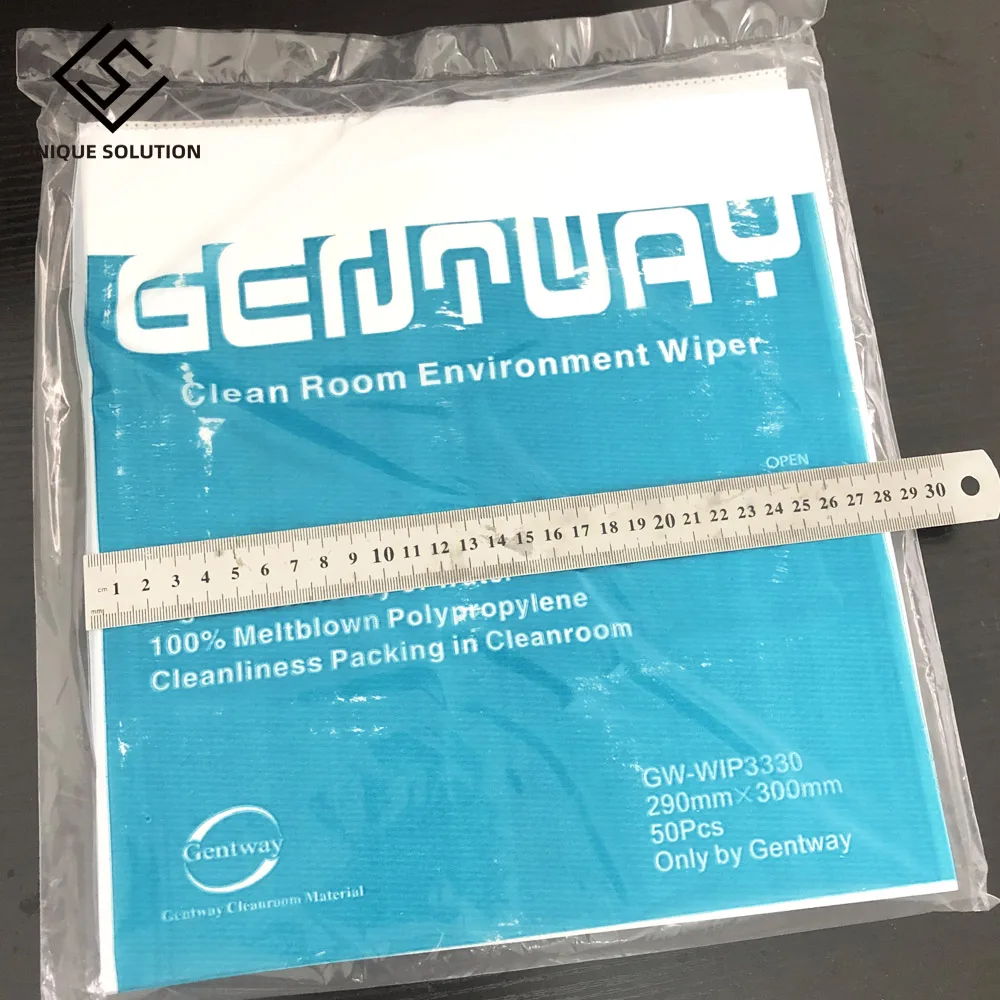 NIQUE SOLUTION
GENTWAY
Clean Room Environment Wiper
OPEN
cm 1 2 3 4 5 6 7 8 9 10 11 12 13 14 15 16 17 18 19 20 21 22 23 24 25 26 27 28 29 30
mm
100% Meltblown Polypropylene
Cleanliness Packing in Cleanroom
GW-WIP3330
290mm×300mm
50Pcs
Only by Gentway
Gentway
Gentway Cleanroom Material